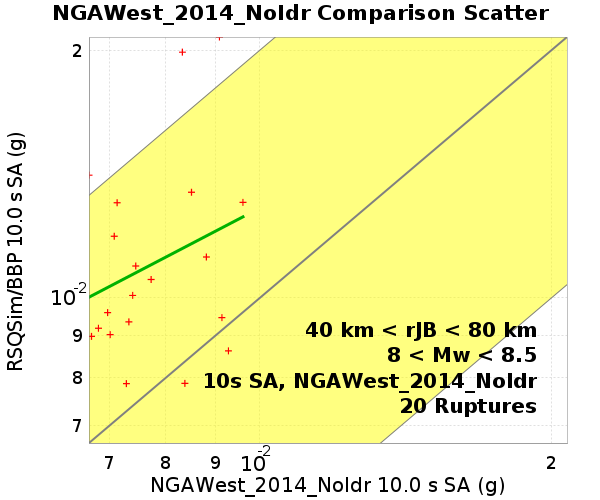 NGAWest_2014_NoIdr Comparison Scatter
RSQSim/BBP 10.0 s SA (g)
2
10-2
9
8
7
40 km < rJB < 80 km
8 < Mw < 8.5
10s SA, NGAWest_2014_NoIdr
20 Ruptures
7 8 9 10-2 2
NGAWest_2014_NoIdr 10.0 s SA (g)